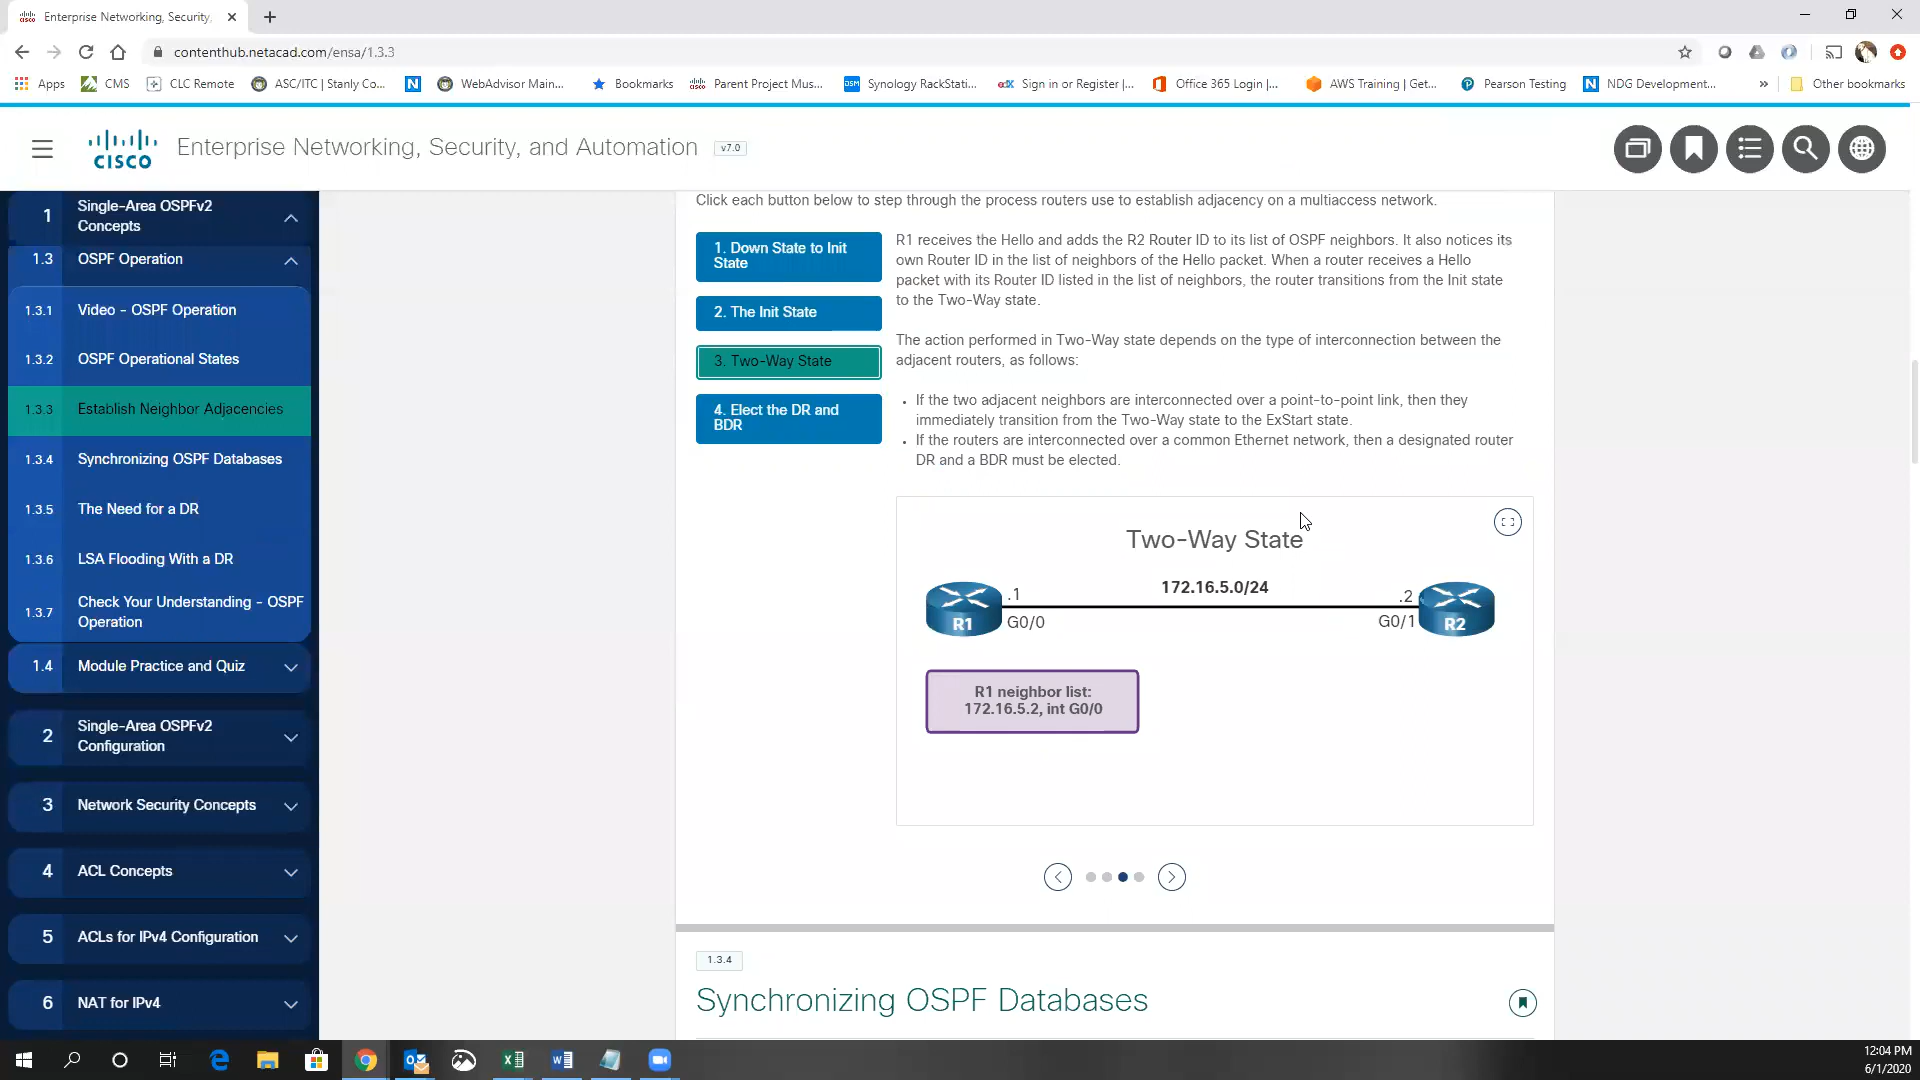 Enterprise Networking, Security,
contenthub.netacad.com/ensa/1.3.3
Apps
CMS
CLC Remote
ASC/ITC | Stanly Co...
WebAdvisor Main...
Bookmarks
Parent Project Mus...
Synology RackStati...
Sign in or Register |...
Office 365 Login |...
AWS Training | Get...
Pearson Testing
NDG Development...
»
Other bookmarks
CISCO
Enterprise Networking, Security, and Automation
v7.0
1
Single-Area OSPFv2
Concepts
1.3 OSPF Operation
1.3.1 Video - OSPF Operation
1.3.2 OSPF Operational States
1.3.3 Establish Neighbor Adjacencies
1.3.4 Synchronizing OSPF Databases
1.3.5 The Need for a DR
1.3.6 LSA Flooding With a DR
1.3.7
Check Your Understanding - OSPF
Operation
1.4 Module Practice and Quiz
2
Single-Area OSPFv2
Configuration
3 Network Security Concepts
4 ACL Concepts
5 ACLs for IPv4 Configuration
6 NAT for IPv4
Click each button below to step through the process routers use to establish adjacency on a multiaccess network.
1. Down State to Init
State
2. The Init State
3. Two-Way State
4. Elect the DR and
BDR
R1 receives the Hello and adds the R2 Router ID to its list of OSPF neighbors. It also notices its
own Router ID in the list of neighbors of the Hello packet. When a router receives a Hello
packet with its Router ID listed in the list of neighbors, the router transitions from the Init state
to the Two-Way state.
The action performed in Two-Way state depends on the type of interconnection between the
adjacent routers, as follows:
• If the two adjacent neighbors are interconnected over a point-to-point link, then they
immediately transition from the Two-Way state to the ExStart state.
• If the routers are interconnected over a common Ethernet network, then a designated router
DR and a BDR must be elected.
Two-Way State
172.16.5.0/24
.1
.2
G0/0
G0/1
R1
R2
R1 neighbor list:
172.16.5.2, int G0/0
1.3.4
Synchronizing OSPF Databases
12:04 PM
6/1/2020